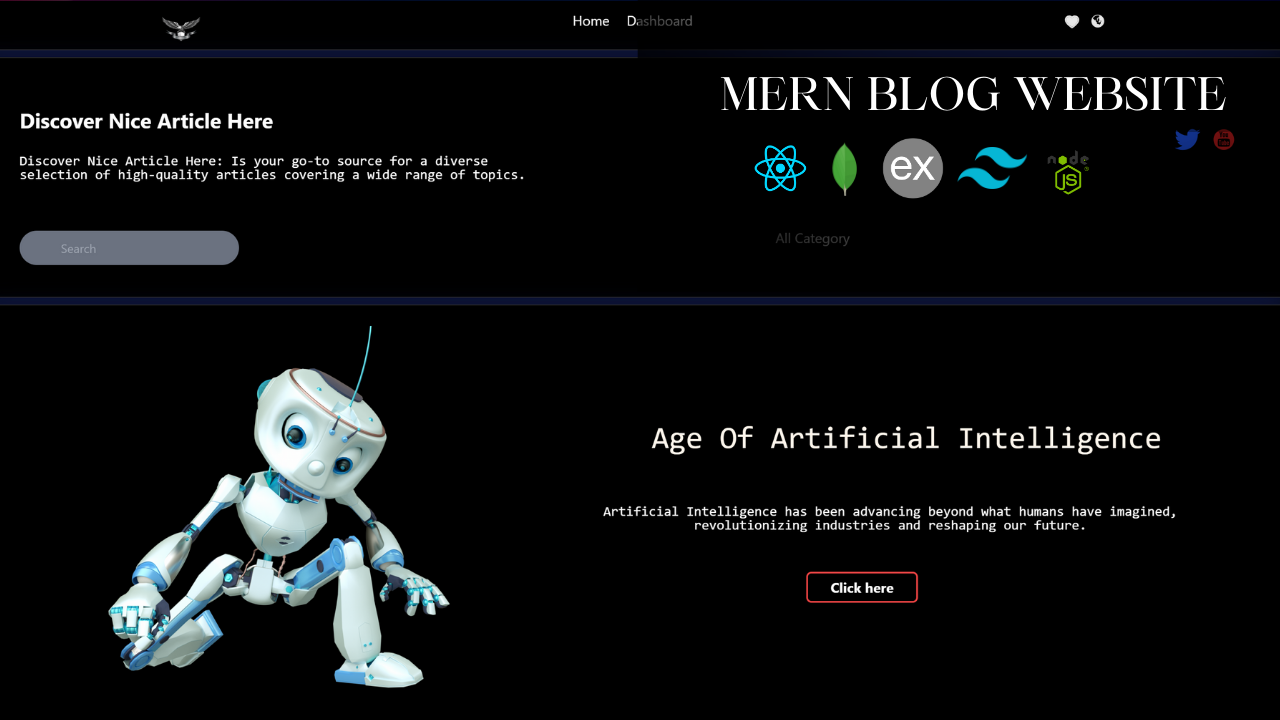 Home Dashboard
MERN BLOG WEBSITE
Discover Nice Article Here
Discover Nice Article Here: Is your go-to source for a diverse
selection of high-quality articles covering a wide range of topics.
ex
node
JS
You
Tube
All Category
Search
Age Of Artificial Intelligence
Artificial Intelligence has been advancing beyond what humans have imagined,
revolutionizing industries and reshaping our future.
Click here